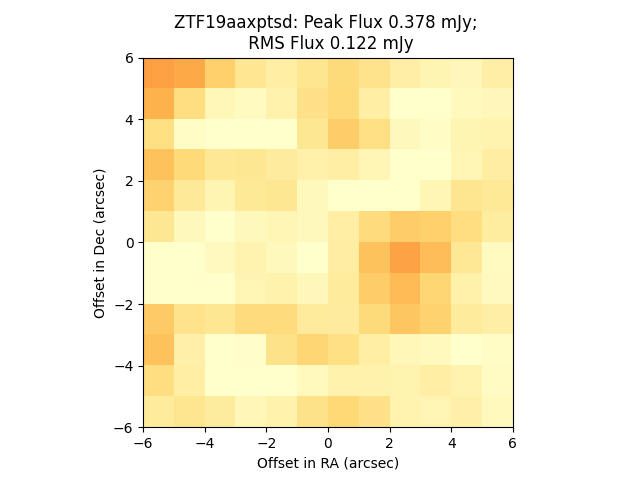 ZTF19aaxptsd: Peak Flux 0.378 mJy;
RMS Flux 0.122 mJy
6
4
2
0
−2
−4
−6
Offset in Dec (arcsec)
−6 −4 −2 0 2 4 6
Offset in RA (arcsec)